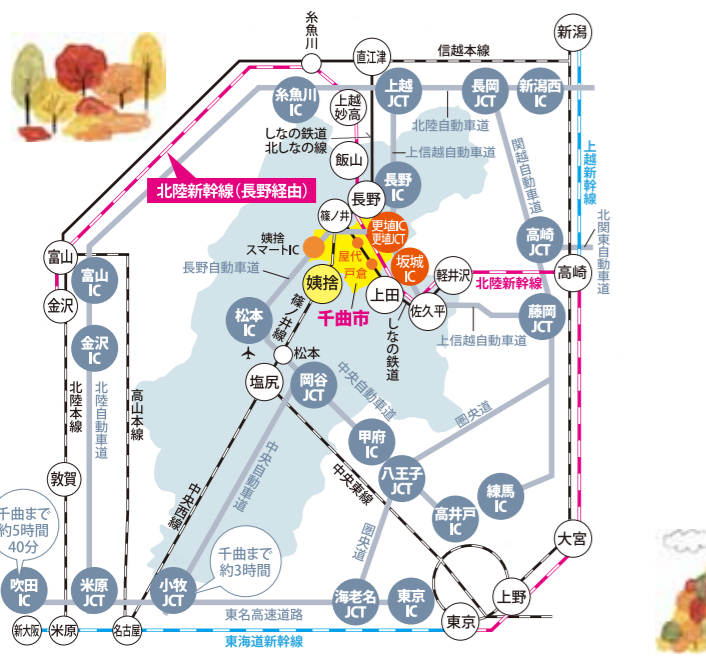 糸魚川
直江津
信越本線
新潟
糸魚川
IC
上越
妙高
上越
JCT
長岡
JCT
新潟西
IC
北陸自動車道
しなの鉄道
北しなの線
飯山
上信越自動車道
関越自動車道
上越新幹線
北陸新幹線(長野経由)
長野
長野
IC
篠ノ井
更埴IC
更埴JCT
高崎
JCT
北関東自動車道
姨捨
スマートIC
屋代
戸倉
坂城
IC
富山
富山
IC
長野自動車道
姨捨
千曲市
上田
軽井沢
北陸新幹線
高崎
佐久平
金沢
松本
IC
篠ノ井線
しなの鉄道
上信越自動車道
藤岡
JCT
金沢
IC
松本
塩尻
岡谷
JCT
中央自動車道
圏央道
北陸本線
北陸自動車道
高山本線
甲府
IC
中央自動車道
中央東線
八王子
JCT
敦賀
中央西線
高井戸
IC
練馬
IC
千曲まで
約5時間
40分
千曲まで
約3時間
圏央道
大宮
吹田
IC
米原
JCT
小牧
JCT
海老名
JCT
東京
IC
上野
東名高速道路
東京
新大阪
米原
名古屋
東海道新幹線